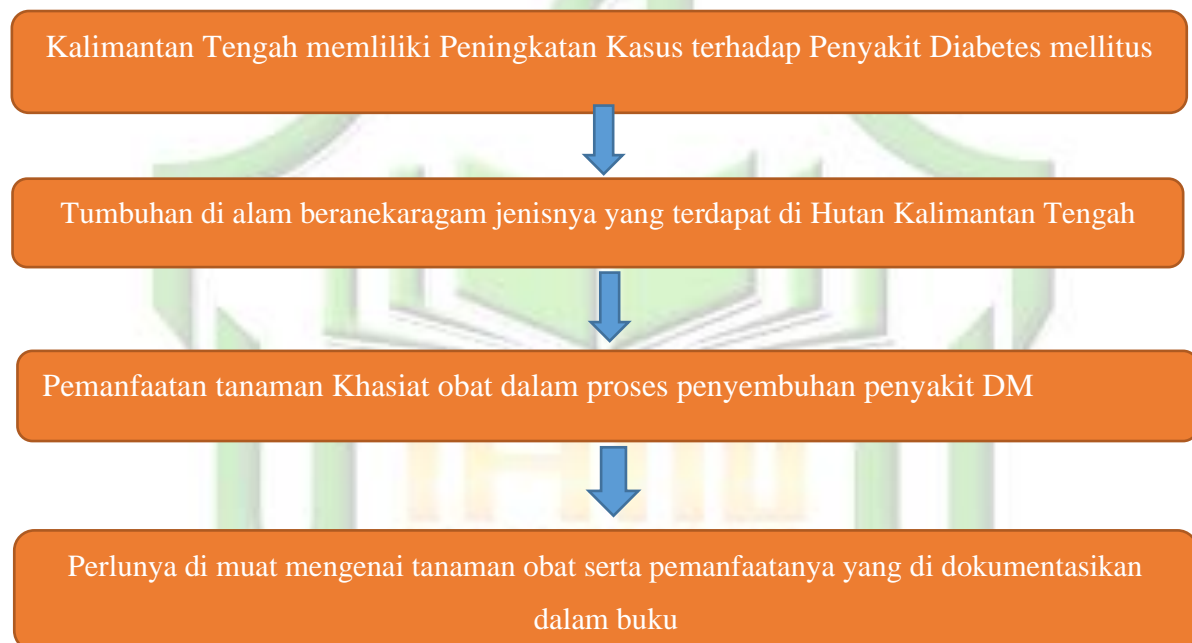 Kalimantan Tengah memliliki Peningkatan Kasus terhadap Penyakit Diabetes mellitus
Tumbuhan di alam beranekaragam jenisnya yang terdapat di Hutan Kalimantan Tengah
Pemanfaatan tanaman Khasiat obat dalam proses penyembuhan penyakit DM
Perlunya di muat mengenai tanaman obat serta pemanfaatanya yang di dokumentasikan
dalam buku